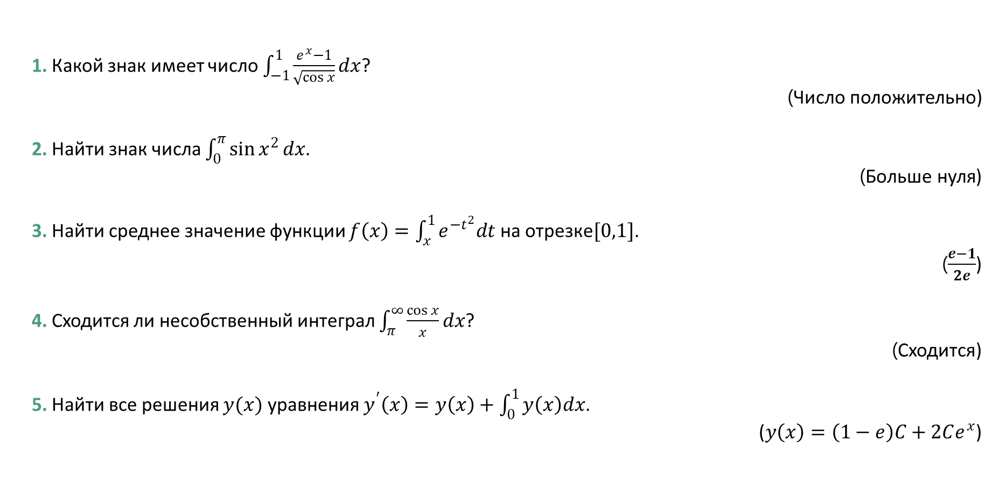 1. Какой знак имеет число $\int_{-1}^{1} \frac{e^x-1}{\sqrt{\cos x}} dx$?
(Число положительно)
2. Найти знак числа $\int_{0}^{\pi} \sin x^2 \, dx$.
(Больше нуля)
3. Найти среднее значение функции $f(x) = \int_{x}^{1} e^{-t^2} dt$ на отрезке $[0,1]$.
($\frac{e-1}{2e}$)
4. Сходится ли несобственный интеграл $\int_{\pi}^{\infty} \frac{\cos x}{x} dx$?
(Сходится)
5. Найти все решения $y(x)$ уравнения $y'(x) = y(x) + \int_{0}^{1} y(x)dx$.
($y(x) = (1 - e)C + 2Ce^x$)